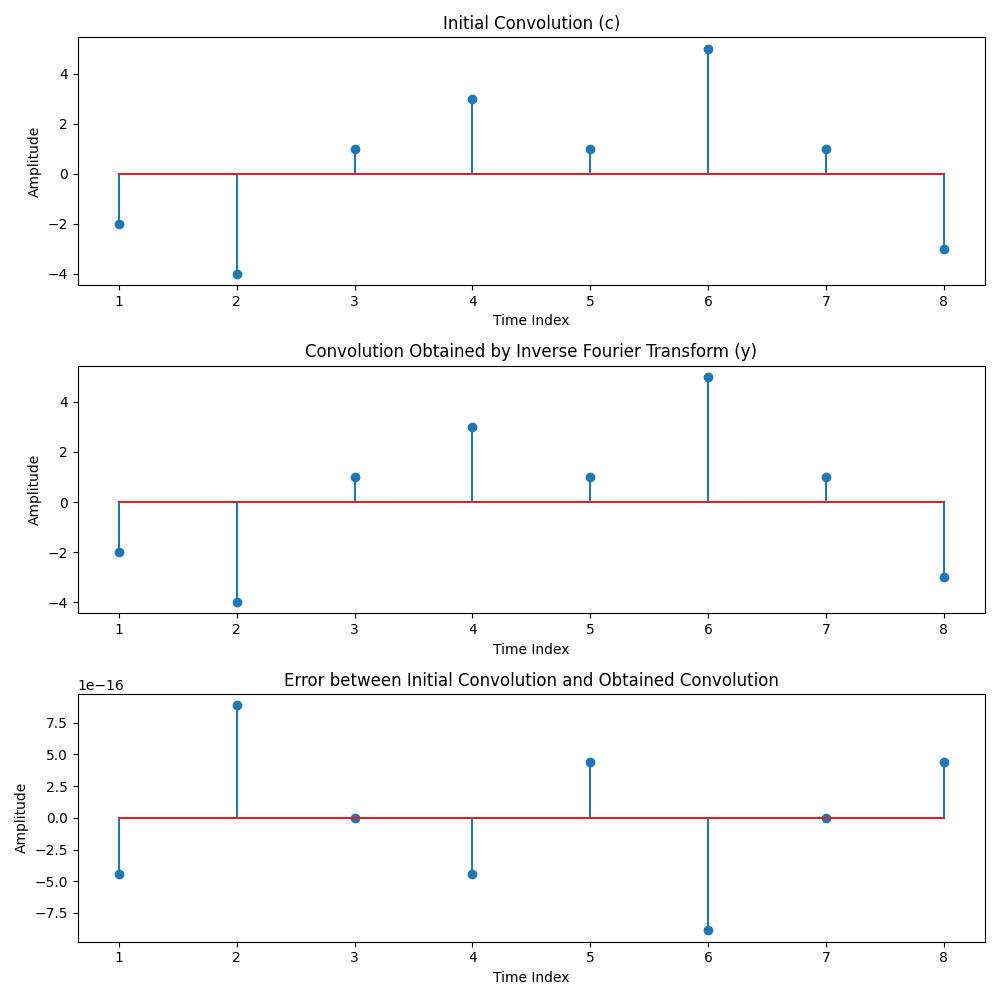 Initial Convolution (c)
4
2
0
−2
−4
Amplitude
1 2 3 4 5 6 7 8
Time Index
Convolution Obtained by Inverse Fourier Transform (y)
4
2
0
−2
−4
Amplitude
1 2 3 4 5 6 7 8
Time Index
Error between Initial Convolution and Obtained Convolution
1e−16
7.5
5.0
2.5
0.0
−2.5
−5.0
−7.5
Amplitude
1 2 3 4 5 6 7 8
Time Index